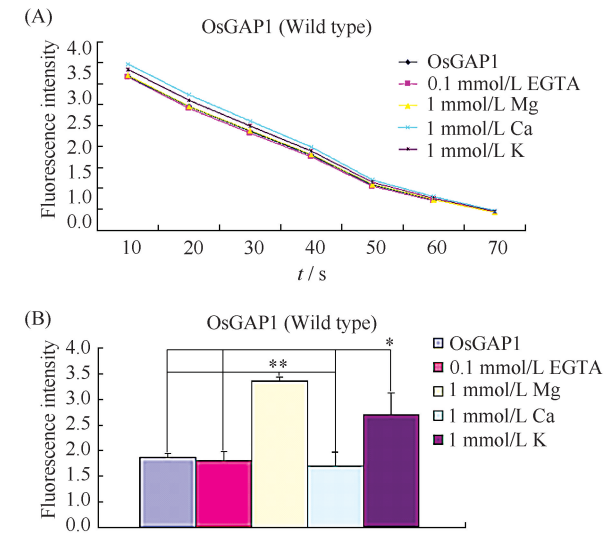 (A)
OsGAP1 (Wild type)
Fluorescence intensity
4.0
3.5
3.0
2.5
2.0
1.5
1.0
0.0
10 20 30 40 50 60 70
t / s
OsGAP1
0.1 mmol/L EGTA
1 mmol/L Mg
1 mmol/L Ca
1 mmol/L K
(B)
OsGAP1 (Wild type)
Fluorescence intensity
4.0
3.5
3.0
2.5
2.0
1.5
1.0
0.0
**
*
OsGAP1
0.1 mmol/L EGTA
1 mmol/L Mg
1 mmol/L Ca
1 mmol/L K